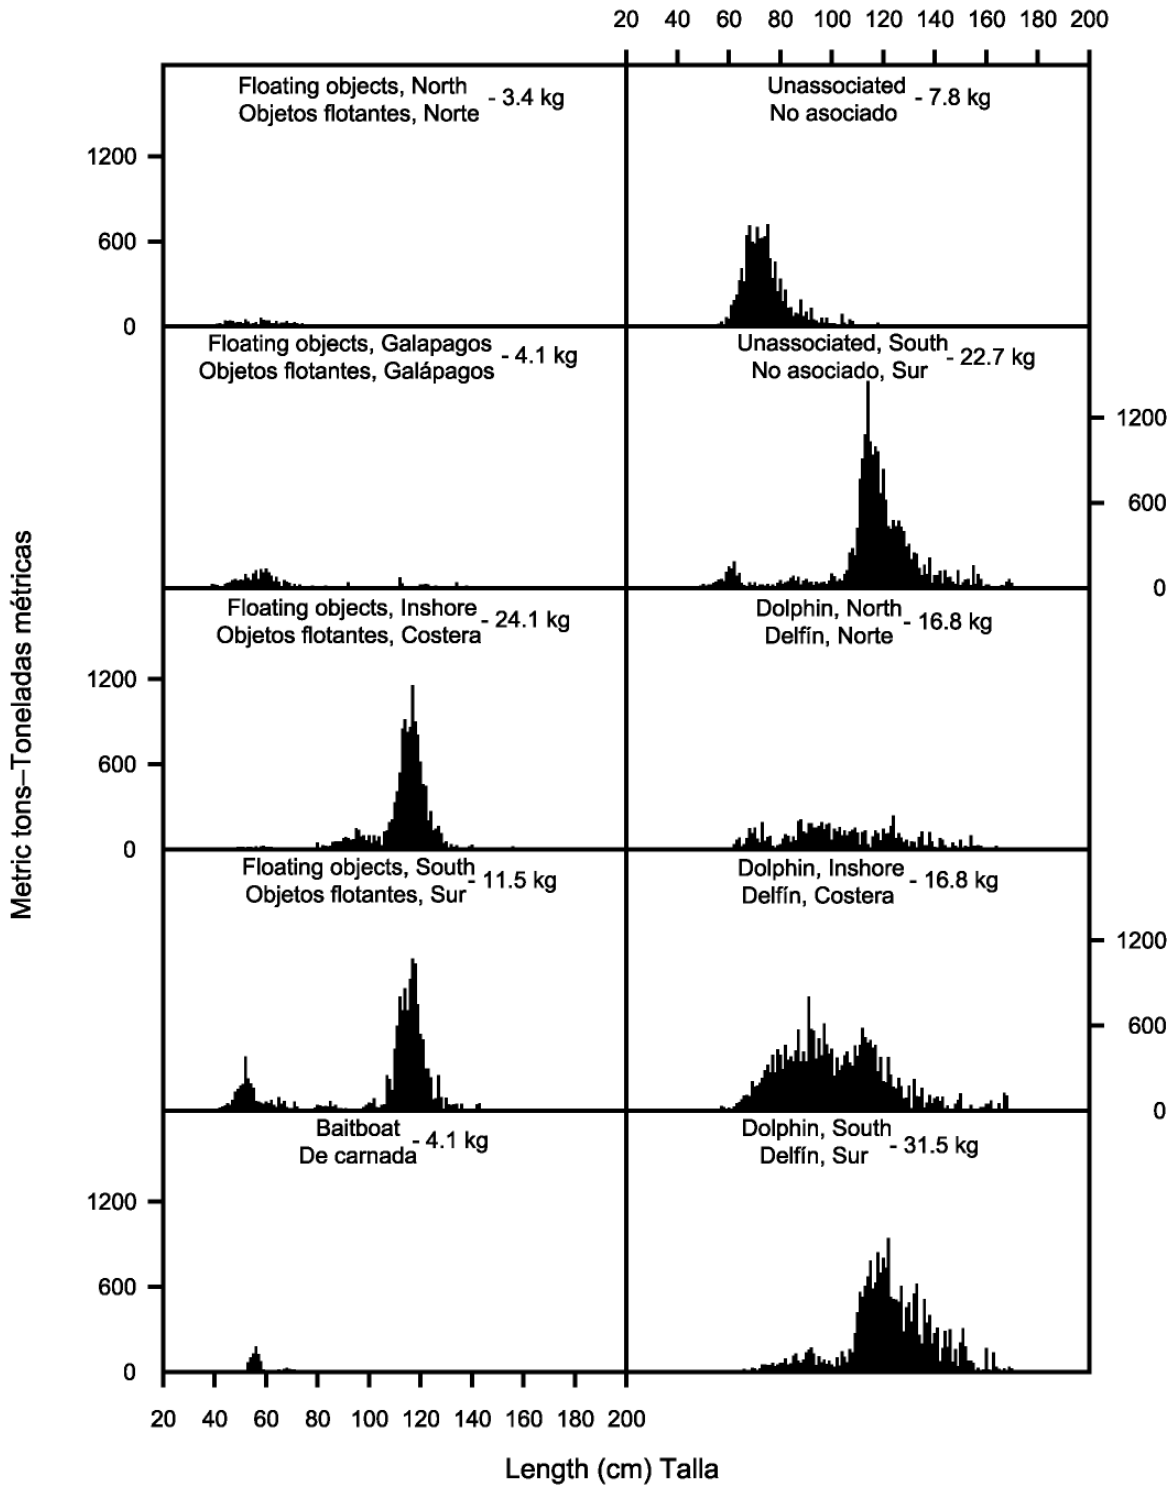 20 40 60 80 100 120 140 160 180 200
Floating objects, North
Objetos flotantes, Norte
- 3.4 kg
Unassociated
No asociado
- 7.8 kg
1200
600
0
Floating objects, Galapagos
Objetos flotantes, Galápagos
- 4.1 kg
Unassociated, South
No asociado, Sur
- 22.7 kg
1200
600
0
Floating objects, Inshore
Objetos flotantes, Costera
- 24.1 kg
Dolphin, North
Delfín, Norte
- 16.8 kg
1200
600
0
Floating objects, South
Objetos flotantes, Sur
- 11.5 kg
Dolphin, Inshore
Delfín, Costera
- 16.8 kg
1200
600
0
Baitboat
De carnada
- 4.1 kg
Dolphin, South
Delfín, Sur
- 31.5 kg
1200
600
0
20 40 60 80 100 120 140 160 180 200
Metric tons–Toneladas métricas
Length (cm) Talla